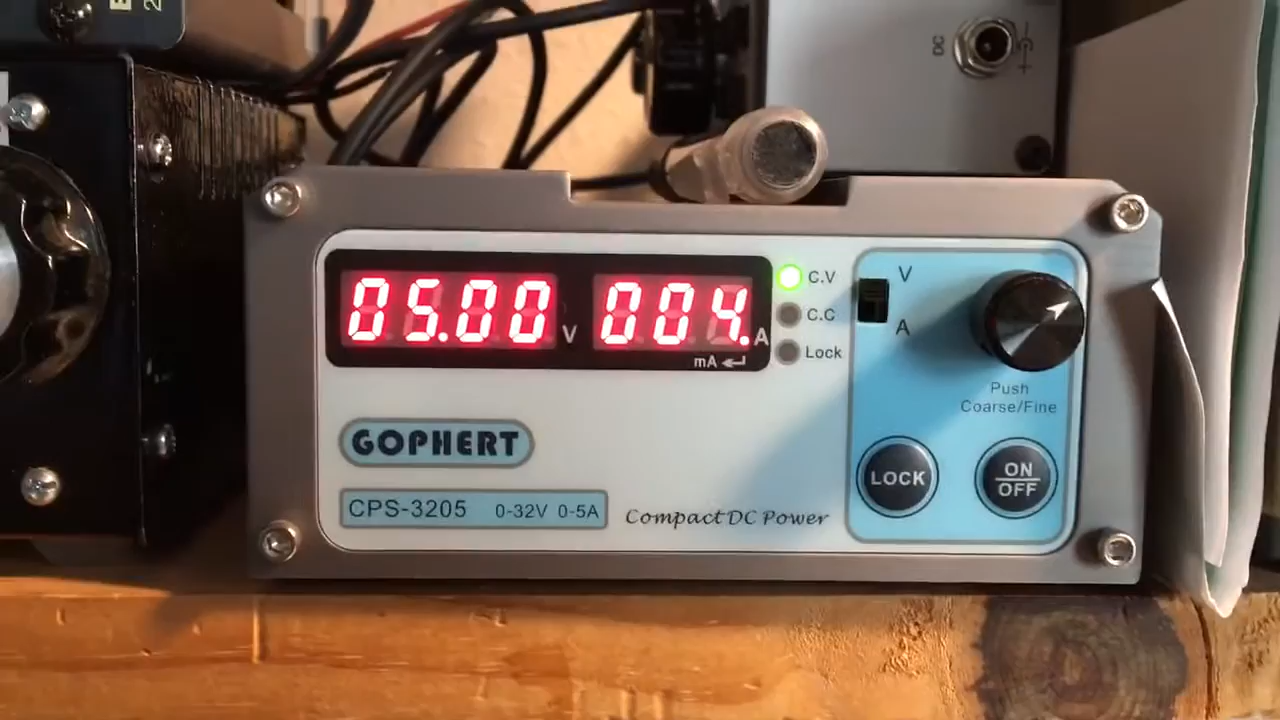 DC
05.00 V 004. A
mA
C.V
C.C
Lock
V
A
Push
Coarse/Fine
GOPHERT
CPS-3205 0-32V 0-5A
Compact DC Power
LOCK
ON
OFF